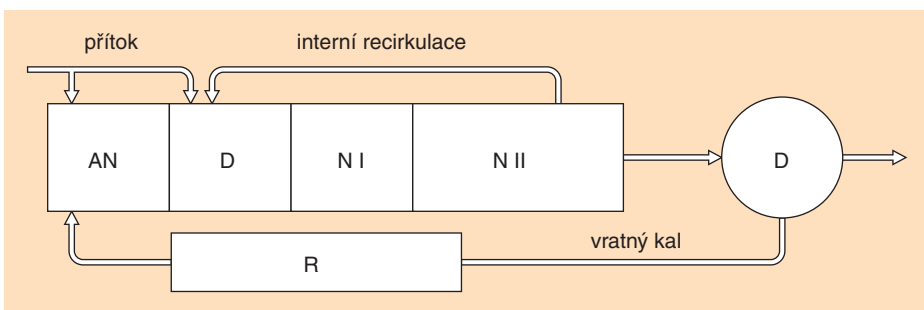 přítok
interní recirkulace
AN
D
N I
N II
D
vratný kal
R